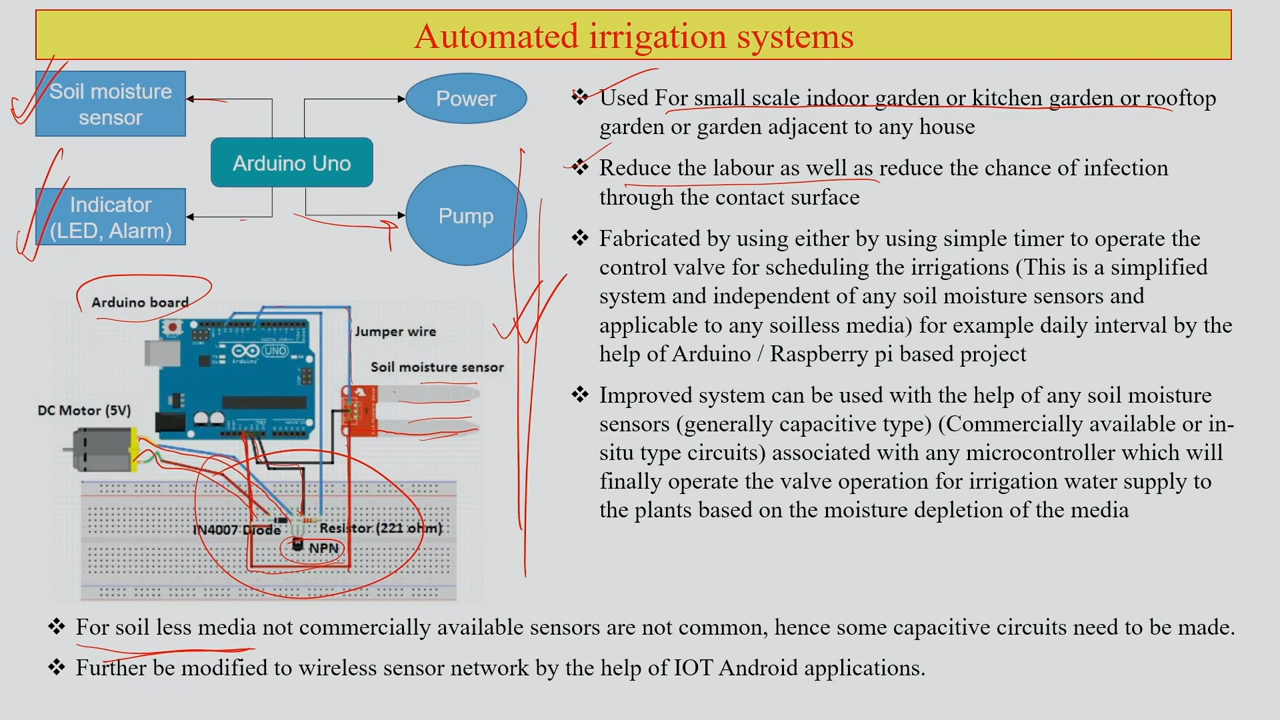 Automated irrigation systems
Soil moisture
sensor
Power
Arduino Uno
Indicator
(LED, Alarm)
Pump
Arduino board
Jumper wire
UNO
Arduino
Soil moisture sensor
DC Motor (5V)
IN4007 Diode
Resistor (221 ohm)
NPN
❖ Used For small scale indoor garden or kitchen garden or rooftop
garden or garden adjacent to any house
❖ Reduce the labour as well as reduce the chance of infection
through the contact surface
❖ Fabricated by using either by using simple timer to operate the
control valve for scheduling the irrigations (This is a simplified
system and independent of any soil moisture sensors and
applicable to any soilless media) for example daily interval by the
help of Arduino / Raspberry pi based project
❖ Improved system can be used with the help of any soil moisture
sensors (generally capacitive type) (Commercially available or in-
situ type circuits) associated with any microcontroller which will
finally operate the valve operation for irrigation water supply to
the plants based on the moisture depletion of the media
❖ For soil less media not commercially available sensors are not common, hence some capacitive circuits need to be made.
❖ Further be modified to wireless sensor network by the help of IOT Android applications.